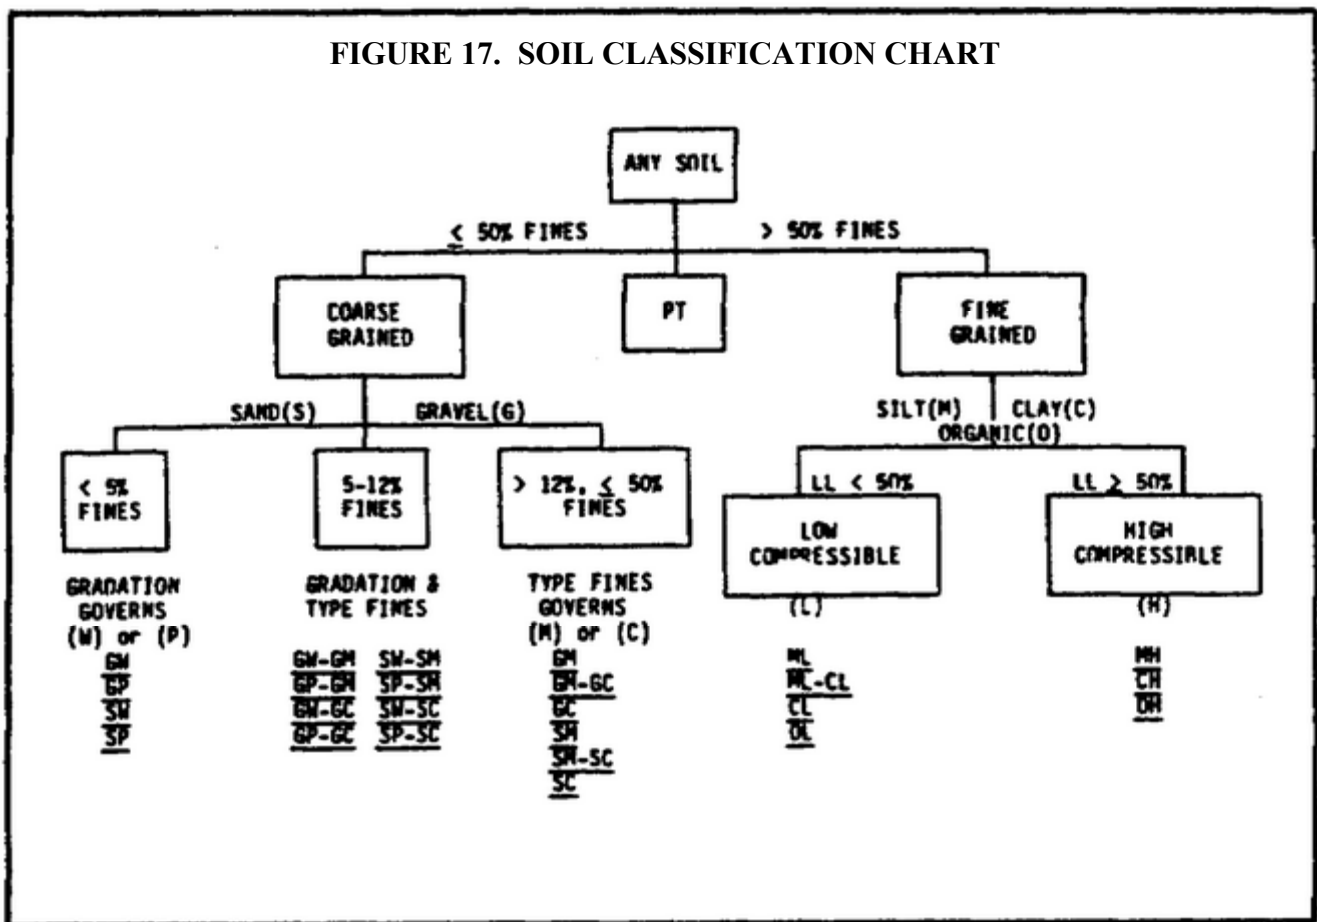 FIGURE 17. SOIL CLASSIFICATION CHART
ANY SOIL
≤ 50% FINES
> 50% FINES
COARSE
GRAINED
PT
FINE
GRAINED
SAND(S)
GRAVEL(G)
SILT(M) CLAY(C)
ORGANIC(O)
< 5%
FINES
5-12%
FINES
> 12%, ≤ 50%
FINES
LL < 50%
LL ≥ 50%
LOW
COMPRESSIBLE
HIGH
COMPRESSIBLE
GRADATION
GOVERNS
(W) or (P)
GW
GP
SW
SP
GRADATION &
TYPE FINES
GW-GM SW-SM
GP-GM SP-SM
GW-GC SW-SC
GP-GC SP-SC
TYPE FINES
GOVERNS
(M) or (C)
GM
GM-GC
GC
SM
SM-SC
SC
(L)
ML
ML-CL
CL
OL
(H)
MH
CH
OH